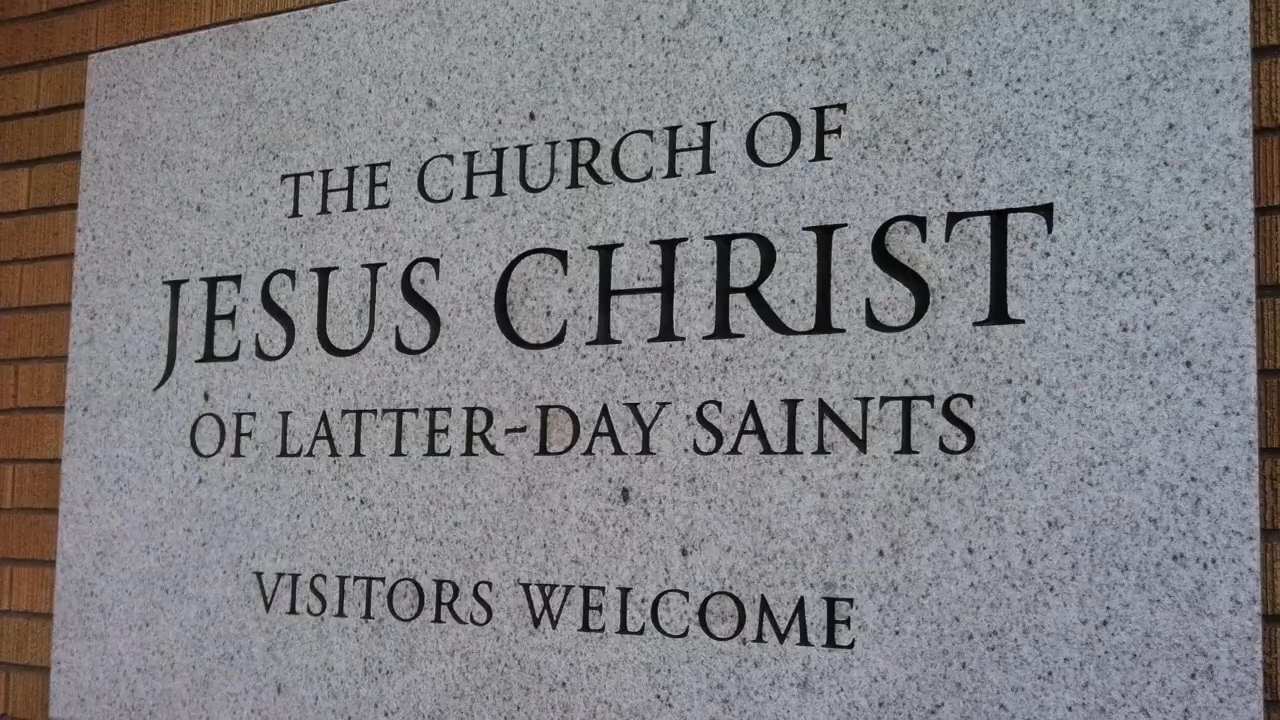 THE CHURCH OF
JESUS CHRIST
OF LATTER-DAY SAINTS
VISITORS WELCOME